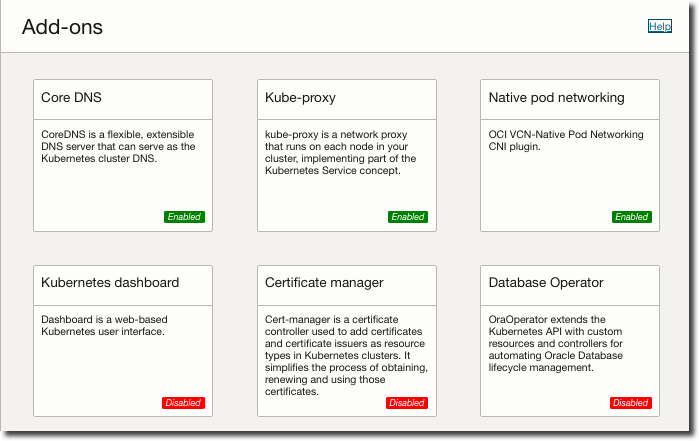 Add-ons
Help
Core DNS
CoreDNS is a flexible, extensible
DNS server that can serve as the
Kubernetes cluster DNS.
Enabled
Kube-proxy
kube-proxy is a network proxy
that runs on each node in your
cluster, implementing part of the
Kubernetes Service concept.
Enabled
Native pod networking
OCI VCN-Native Pod Networking
CNI plugin.
Enabled
Kubernetes dashboard
Dashboard is a web-based
Kubernetes user interface.
Disabled
Certificate manager
Cert-manager is a certificate
controller used to add certificates
and certificate issuers as resource
types in Kubernetes clusters. It
simplifies the process of obtaining,
renewing and using those
certificates.
Disabled
Database Operator
OraOperator extends the
Kubernetes API with custom
resources and controllers for
automating Oracle Database
lifecycle management.
Disabled